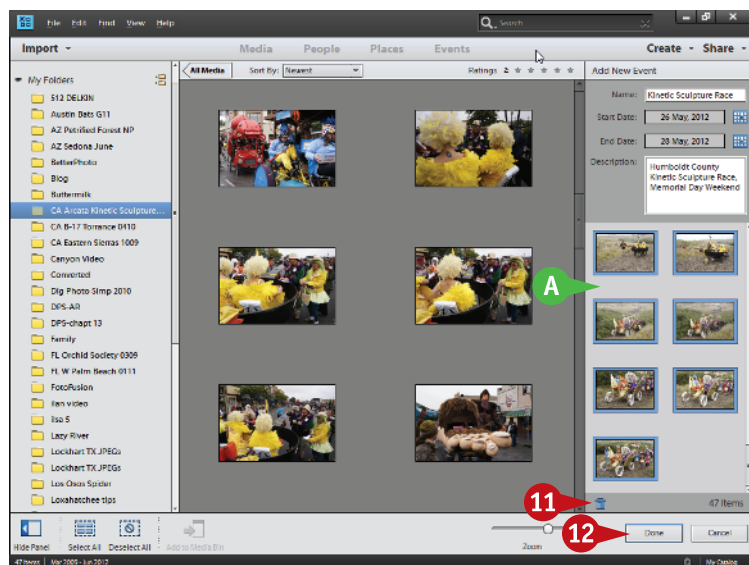 File Edit Find View Help
Search
Import
Media People Places Events
Create Share
All Media Sort By: Newest Ratings
My Folders
512 DELKIN
Austin Bats G11
AZ Petrified Forest NP
AZ Sedona June
BetterPhoto
Blog
Buttermilk
CA Arcata Kinetic Sculpture...
CA B-17 Torrance 0410
CA Eastern Sierras 1009
Canyon Video
Converted
Dig Photo Simp 2010
DPS-AR
DPS-chapt 13
Family
FL Orchid Society 0309
FL W Palm Beach 0111
FotoFusion
Ilan video
Ilsa 5
Lazy River
Lockhart TX JPEGs
Lockhart TX JPEGs
Los Osos Spider
Loxahatchee tips
Add New Event
Name: Kinetic Sculpture Race
Start Date: 26 May, 2012
End Date: 28 May, 2012
Description: Humboldt County
Kinetic Sculpture Race,
Memorial Day Weekend
A
11
47 Items
12
Done Cancel
Hide Panel Select All Deselect All Add to Media Bin Zoom
47 Items Mar 2009 - Jun 2012 My Catalog